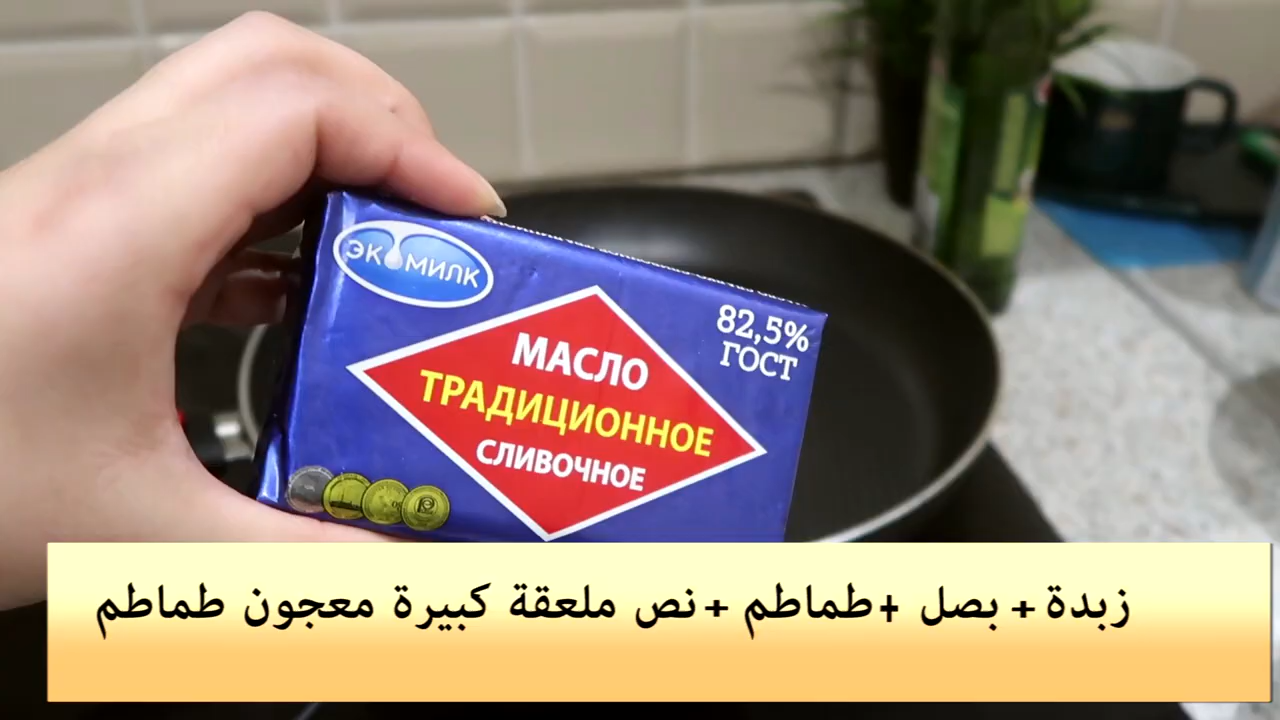 ЭКОМИЛК
82,5%
ГОСТ
МАСЛО
ТРАДИЦИОННОЕ
СЛИВОЧНОЕ
زبدة + بصل +طماطم +نص ملعقة كبيرة معجون طماطم